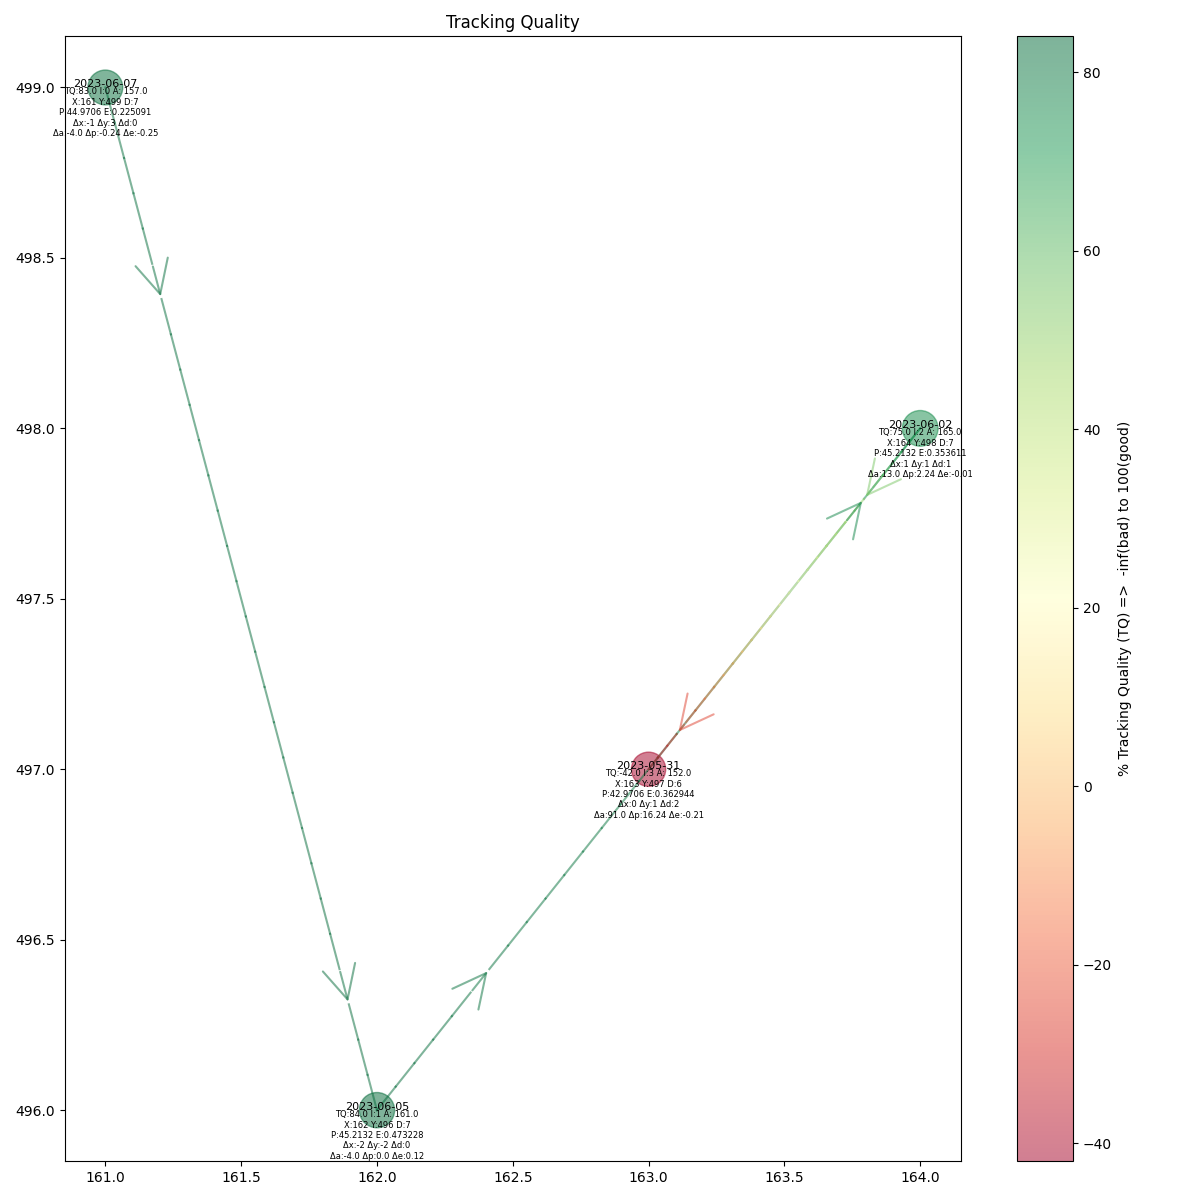 Tracking Quality
499.0
498.5
498.0
497.5
497.0
496.5
496.0
2023-06-07
TQ:83.0 I:0 A: 157.0
X:161 Y:499 D:7
P:44.9706 E:0.225091
Δx:-1 Δy:3 Δd:0
Δa:-4.0 Δp:-0.24 Δe:-0.25
2023-06-02
TQ:75.0 I:2 A: 165.0
X:164 Y:498 D:7
P:45.2132 E:0.353611
Δx:1 Δy:1 Δd:1
Δa:13.0 Δp:2.24 Δe:-0.01
2023-05-31
TQ:-42.0 I:3 A: 152.0
X:163 Y:497 D:6
P:42.9706 E:0.362944
Δx:0 Δy:1 Δd:2
Δa:91.0 Δp:16.24 Δe:-0.21
2023-06-05
TQ:84.0 I:1 A: 161.0
X:162 Y:496 D:7
P:45.2132 E:0.473228
Δx:-2 Δy:-2 Δd:0
Δa:-4.0 Δp:0.0 Δe:0.12
161.0
161.5
162.0
162.5
163.0
163.5
164.0
80
60
40
20
0
−20
−40
% Tracking Quality (TQ) =>  -inf(bad) to 100(good)